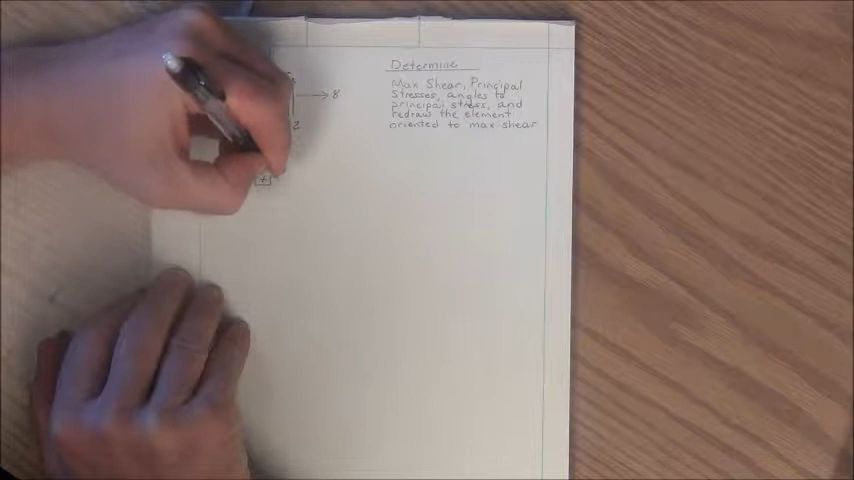 Determine
8
Max Shear, Principal
Stresses, angles to
principal stress, and
redraw the element
2
oriented to max shear
+